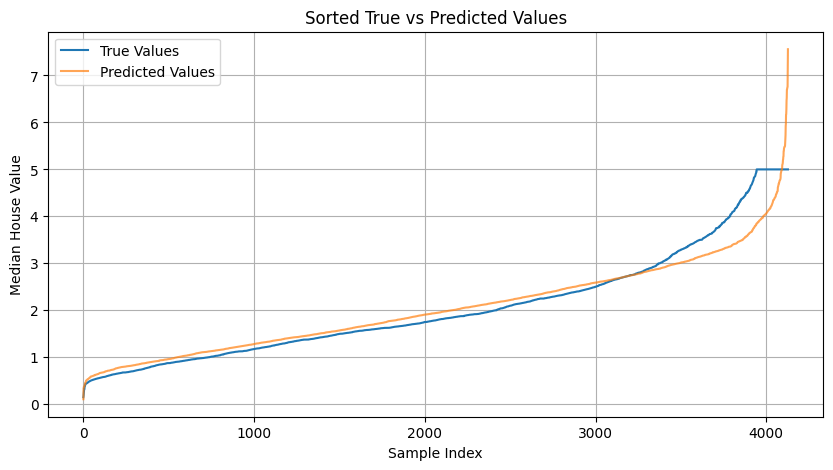 Sorted True vs Predicted Values
True Values
Predicted Values
Median House Value
7
6
5
4
3
2
1
0
0 1000 2000 3000 4000
Sample Index